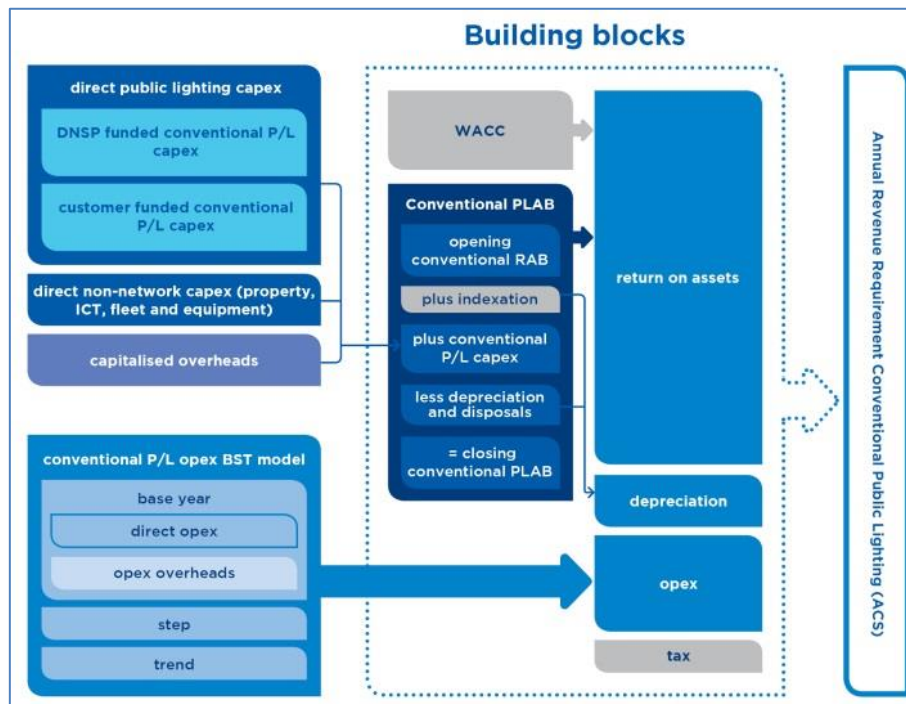 Building blocks
direct public lighting capex
DNSP funded conventional P/L
capex
customer funded conventional
P/L capex
direct non-network capex (property,
ICT, fleet and equipment)
capitalised overheads
conventional P/L opex BST model
base year
direct opex
opex overheads
step
trend
WACC
Conventional PLAB
opening
conventional RAB
plus indexation
plus conventional
P/L capex
less depreciation
and disposals
= closing
conventional PLAB
return on assets
depreciation
opex
tax
Annual Revenue Requirement Conventional Public Lighting (ACS)